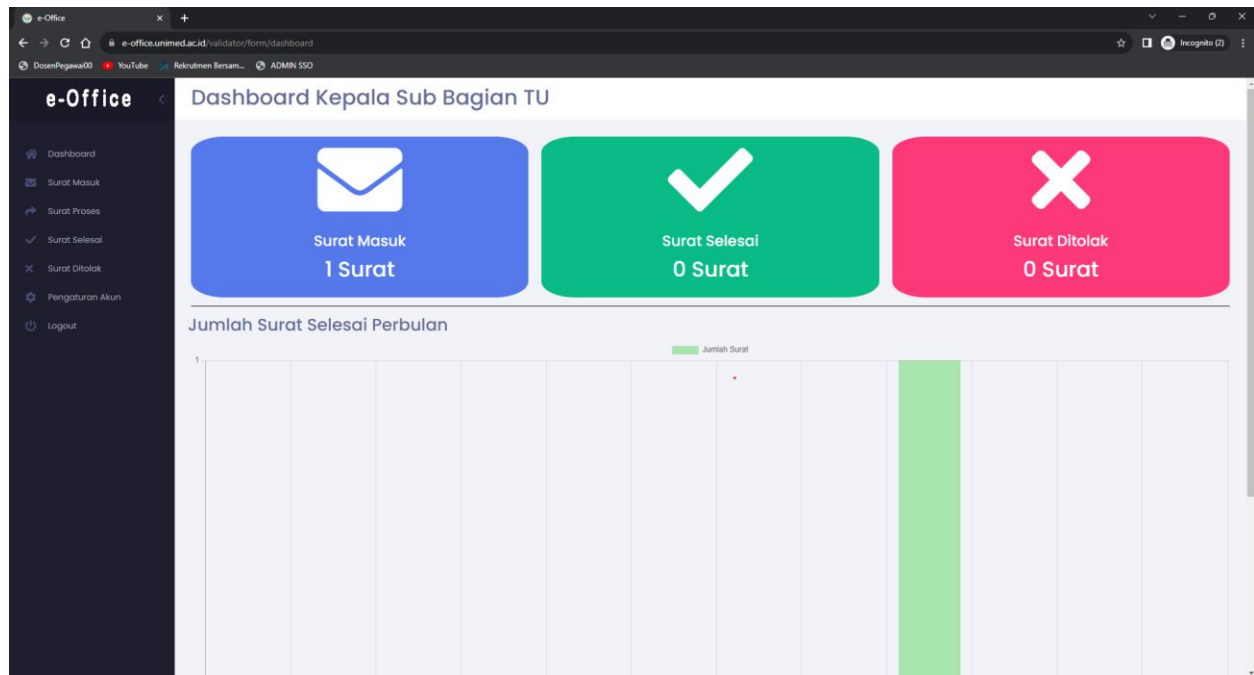 e-Office
e-office.unimed.ac.id/validator/form/dashboard
Incognito (2)
DosenPegawai00
YouTube
Rekrutmen Bersam...
ADMIN SSO
e-Office
Dashboard Kepala Sub Bagian TU
Dashboard
Surat Masuk
Surat Proses
Surat Selesai
Surat Ditolak
Pengaturan Akun
Logout
Surat Masuk
1 Surat
Surat Selesai
0 Surat
Surat Ditolak
0 Surat
Jumlah Surat Selesai Perbulan
Jumlah Surat
1